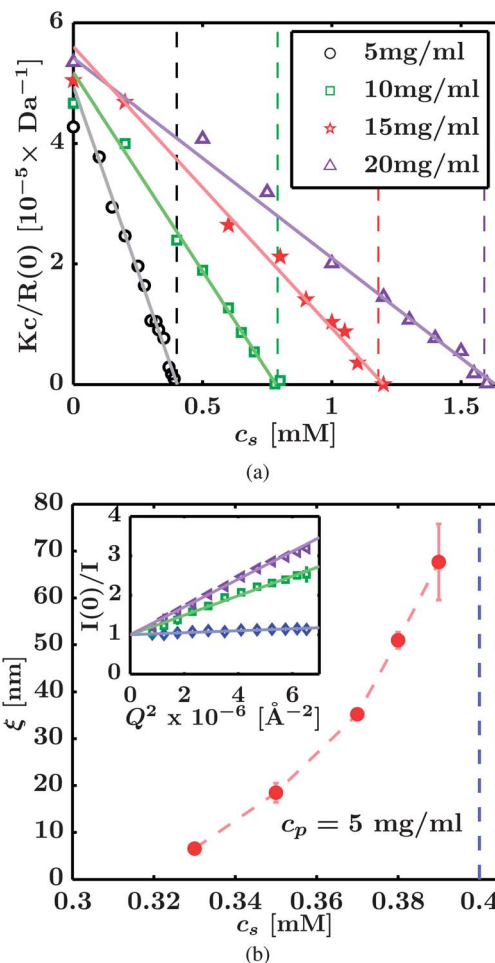 6
4
2
0
Kc/R(0) [10⁻⁵× Da⁻¹]
5mg/ml
10mg/ml
15mg/ml
20mg/ml
0 0.5 1 1.5
c_s [mM]
(a)
80
70
60
50
40
30
20
10
0
ξ [nm]
4
3
2
1
0
I(0)/I
0 2 4 6
Q² x 10⁻⁶ [Å⁻²]
c_p = 5 mg/ml
0.3 0.32 0.34 0.36 0.38 0.4
c_s [mM]
(b)